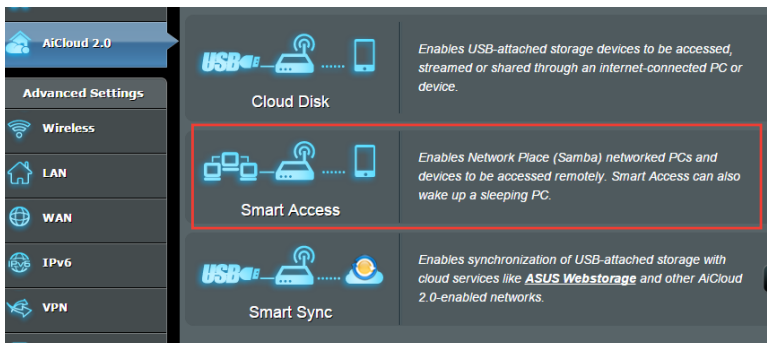 AiCloud 2.0
Advanced Settings
Wireless
LAN
WAN
IPv6
IPv6
VPN
USB
Cloud Disk
Enables USB-attached storage devices to be accessed,
streamed or shared through an internet-connected PC or
device.
Smart Access
Enables Network Place (Samba) networked PCs and
devices to be accessed remotely. Smart Access can also
wake up a sleeping PC.
USB
Smart Sync
Enables synchronization of USB-attached storage with
cloud services like ASUS Webstorage and other AiCloud
2.0-enabled networks.